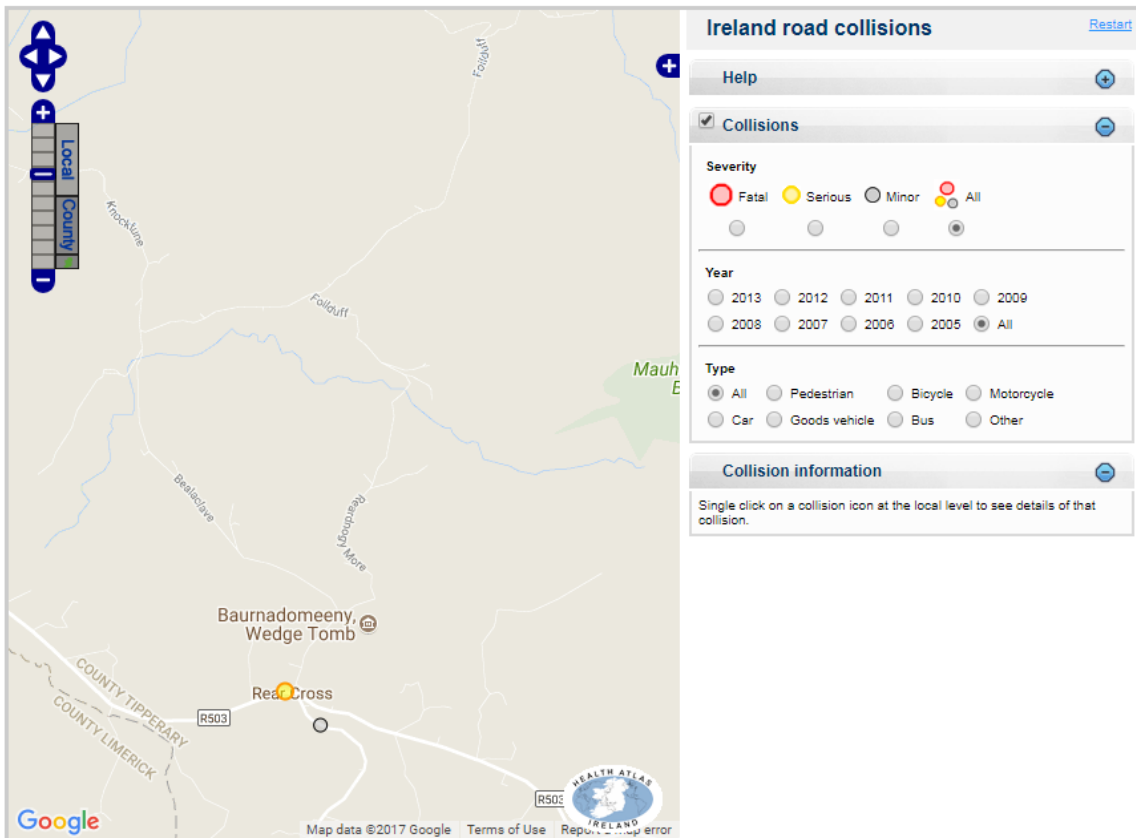 Foilduff
Local
County
Knocklune
Foilduff
Mauh
B
Bealaclave
Reardnogy More
Baurnadomeeny,
Wedge Tomb
COUNTY TIPPERARY
COUNTY LIMERICK
Rear Cross
R503
R503
HEALTH ATLAS
IRELAND
Google
Map data ©2017 Google Terms of Use Report a map error
Ireland road collisions
Restart
Help
Collisions
Severity
Fatal Serious Minor All
Year
2013 2012 2011 2010 2009
2008 2007 2006 2005 All
Type
All Pedestrian Bicycle Motorcycle
Car Goods vehicle Bus Other
Collision information
Single click on a collision icon at the local level to see details of that
collision.